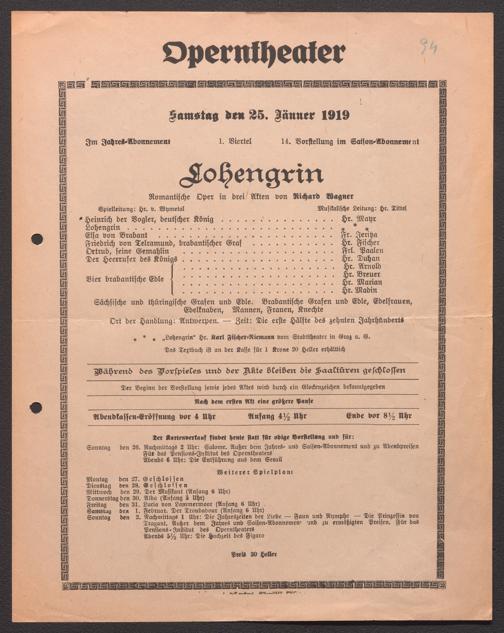 Operntheater
94
Samstag den 25. Jänner 1919
Im Jahres-Abonnement 1. Viertel 14. Vorstellung im Saison-Abonnement
Lohengrin
Romantische Oper in drei Akten von Richard Wagner
Spielleitung: Hr. v. Wymetal Musikalische Leitung: Hr. Tittel
Heinrich der Vogler, deutscher König Hr. Mayr
Lohengrin * * *
Elsa von Brabant Fr. Jeritza
Friedrich von Telramund, brabantischer Graf Hr. Fischer
Ortrud, seine Gemahlin Frl. Paalen
Der Heerrufer des Königs Hr. Duhan
Vier brabantische Edle Hr. Arnold
Hr. Breuer
Hr. Marian
Hr. Madin
Sächsische und thüringische Grafen und Edle. Brabantische Grafen und Edle, Edelfrauen,
Edelknaben, Mannen, Frauen, Knechte
Ort der Handlung: Antwerpen. — Zeit: Die erste Hälfte des zehnten Jahrhunderts
* * * „Lohengrin" Hr. Karl Fischer-Niemann vom Stadttheater in Graz a. G.
Das Textbuch ist an der Kassa für 1 Krone 20 Heller erhältlich
Während des Vorspieles und der Akte bleiben die Saaltüren geschlossen
Der Beginn der Vorstellung sowie jedes Aktes wird durch ein Glockenzeichen bekanntgegeben
Nach dem ersten Akt eine größere Pause
Abendkassen-Eröffnung vor 4 Uhr Anfang 4½ Uhr Ende vor 8½ Uhr
Der Kartenverkauf findet heute statt für obige Vorstellung und für:
Sonntag den 26. Nachmittags 2 Uhr: Salome. Außer dem Jahres- und Saison-Abonnement und zu Abendpreisen
Für das Pensions-Institut des Operntheaters
Abends 6 Uhr: Die Entführung aus dem Serail
Weiterer Spielplan:
Montag den 27. Geschlossen
Dienstag den 28. Geschlossen
Mittwoch den 29. Der Musikant (Anfang 6 Uhr)
Donnerstag den 30. Aida (Anfang 6 Uhr)
Freitag den 31. Lucia von Lammermoor (Anfang 6 Uhr)
Samstag den 1. Februar. Der Troubadour (Anfang 6 Uhr)
Sonntag den 2. Nachmittags 1 Uhr: Die Jahreszeiten der Liebe — Faun und Nymphe — Die Prinzessin von
Tragant. Außer dem Jahres- und Saison-Abonnement und zu ermäßigten Preisen. Für das
Pensions-Institut des Operntheaters
Abends 5½ Uhr: Die Hochzeit des Figaro
Preis 30 Heller